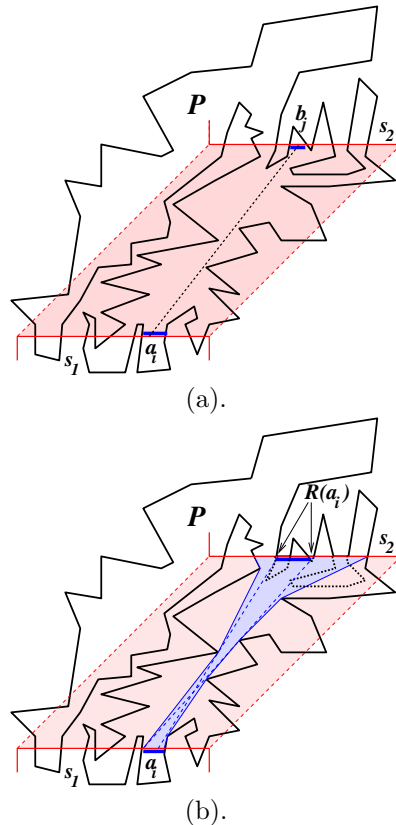 P
b_j
s_2
s_1
a_i
(a).
R(a_i)
P
s_2
s_1
a_i
(b).